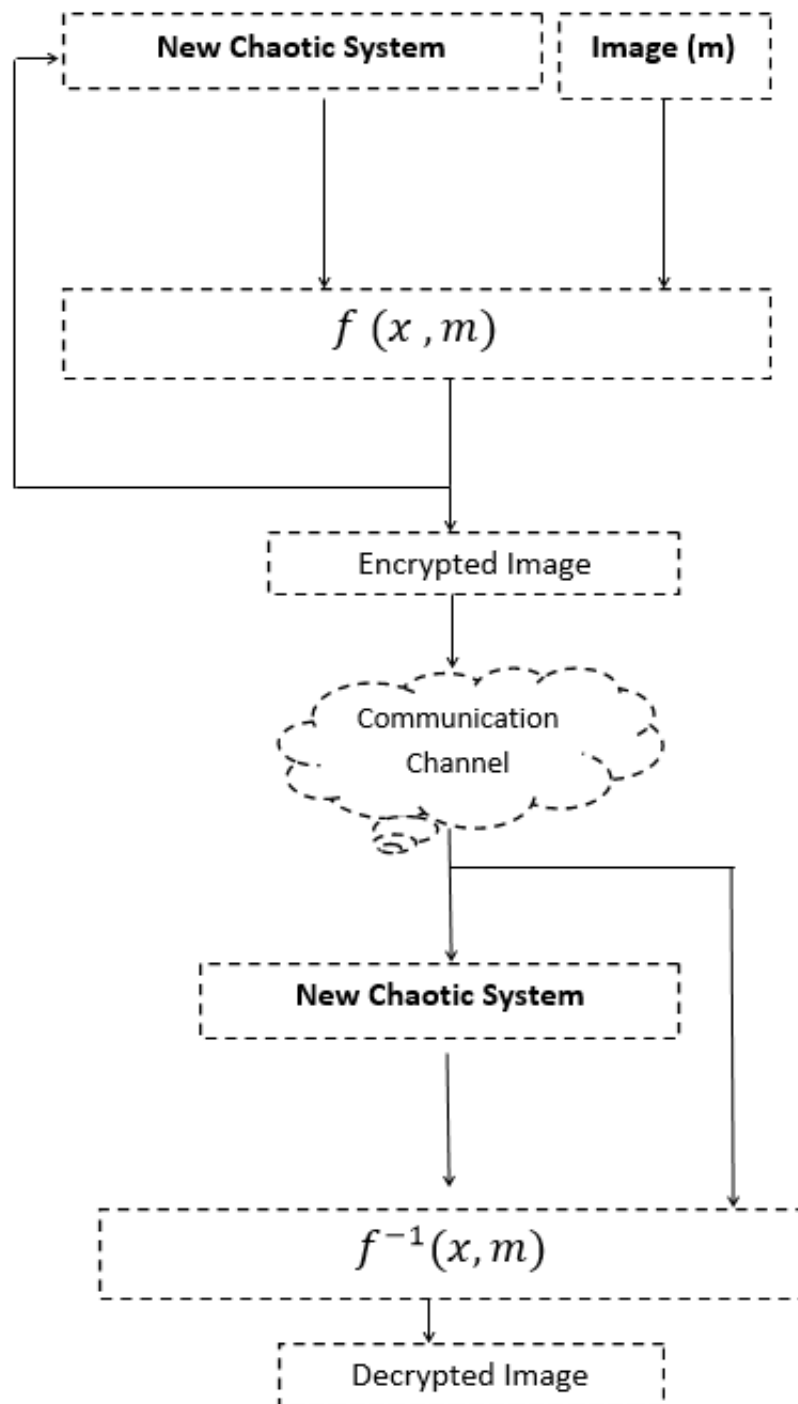 New Chaotic System
Image (m)
f (x , m)
Encrypted Image
Communication
Channel
New Chaotic System
f⁻¹(x, m)
Decrypted Image